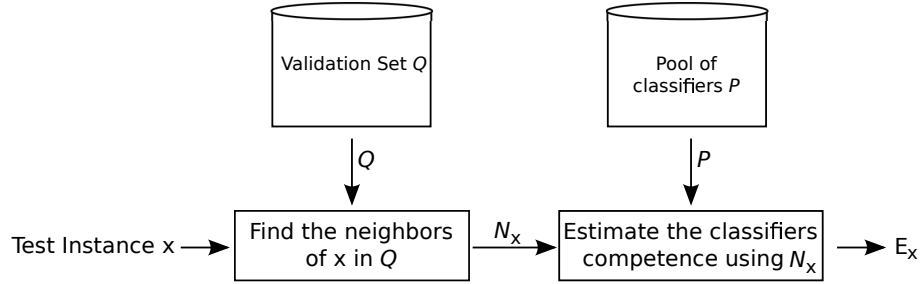 Validation Set Q
Pool of
classifiers P
Q
P
Test Instance x
Find the neighbors
of x in Q
Nx
Estimate the classifiers
competence using Nx
Ex